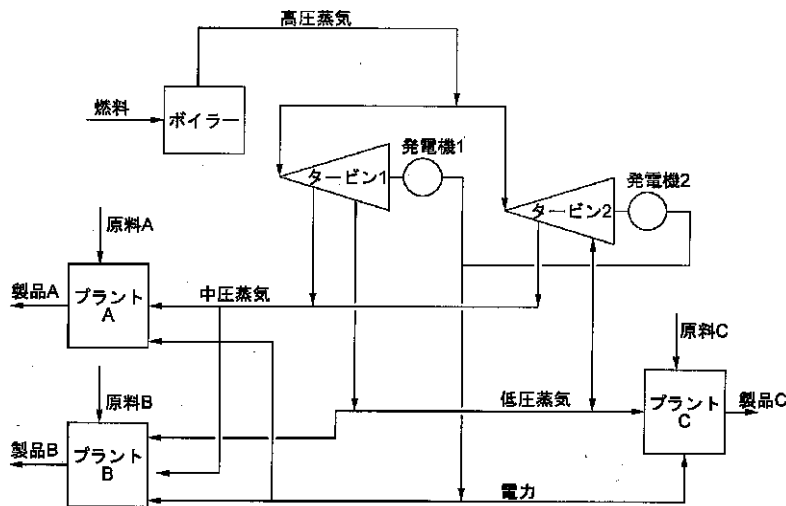 高圧蒸気
燃料
ボイラー
発電機1
タービン1
発電機2
タービン2
原料A
製品A
プラント
A
中圧蒸気
原料C
原料B
低圧蒸気
プラント
C
製品C
製品B
プラント
B
電力